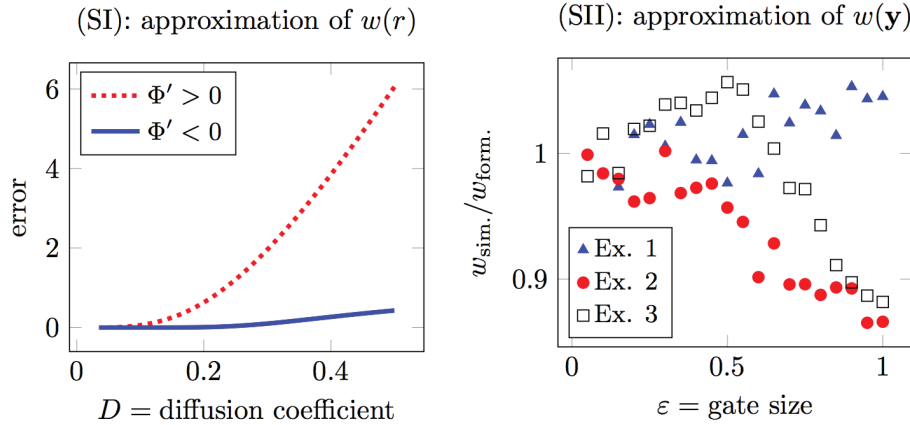 (SI): approximation of w(r)
6
4
2
0
error
Φ′ > 0
Φ′ < 0
0
0.2
0.4
D = diffusion coefficient
(SII): approximation of w(y)
1
0.9
w_sim./w_form.
Ex. 1
Ex. 2
Ex. 3
0
0.5
1
ε = gate size